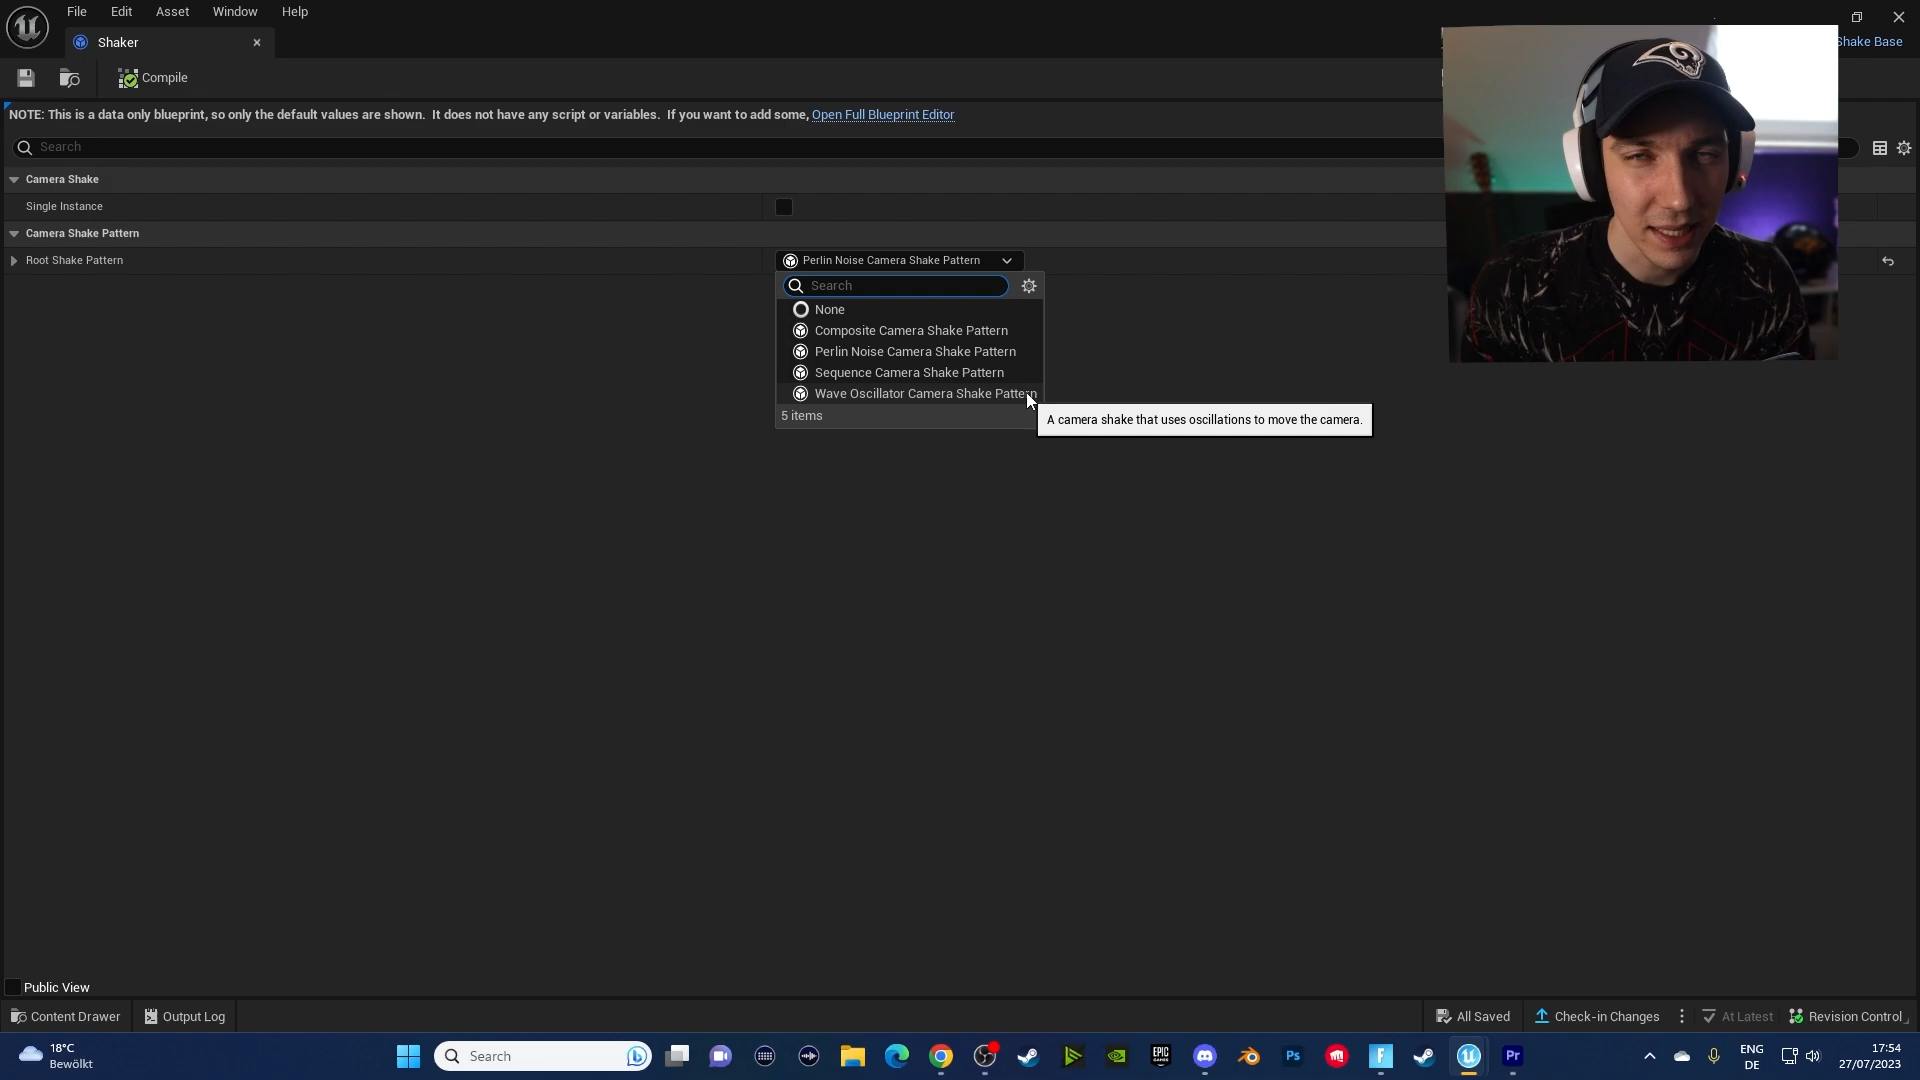 File Edit Asset Window Help
Shaker
Shake Base
Compile
NOTE: This is a data only blueprint, so only the default values are shown.  It does not have any script or variables.  If you want to add some, Open Full Blueprint Editor
Search
Camera Shake
Single Instance
Camera Shake Pattern
Root Shake Pattern
Perlin Noise Camera Shake Pattern
Search
None
Composite Camera Shake Pattern
Perlin Noise Camera Shake Pattern
Sequence Camera Shake Pattern
Wave Oscillator Camera Shake Pattern
5 items
A camera shake that uses oscillations to move the camera.
Public View
Content Drawer
Output Log
All Saved
Check-in Changes
At Latest
Revision Control
18°C
Bewölkt
Search
EPIC
GAMES
Ps
Pr
ENG
DE
17:54
27/07/2023